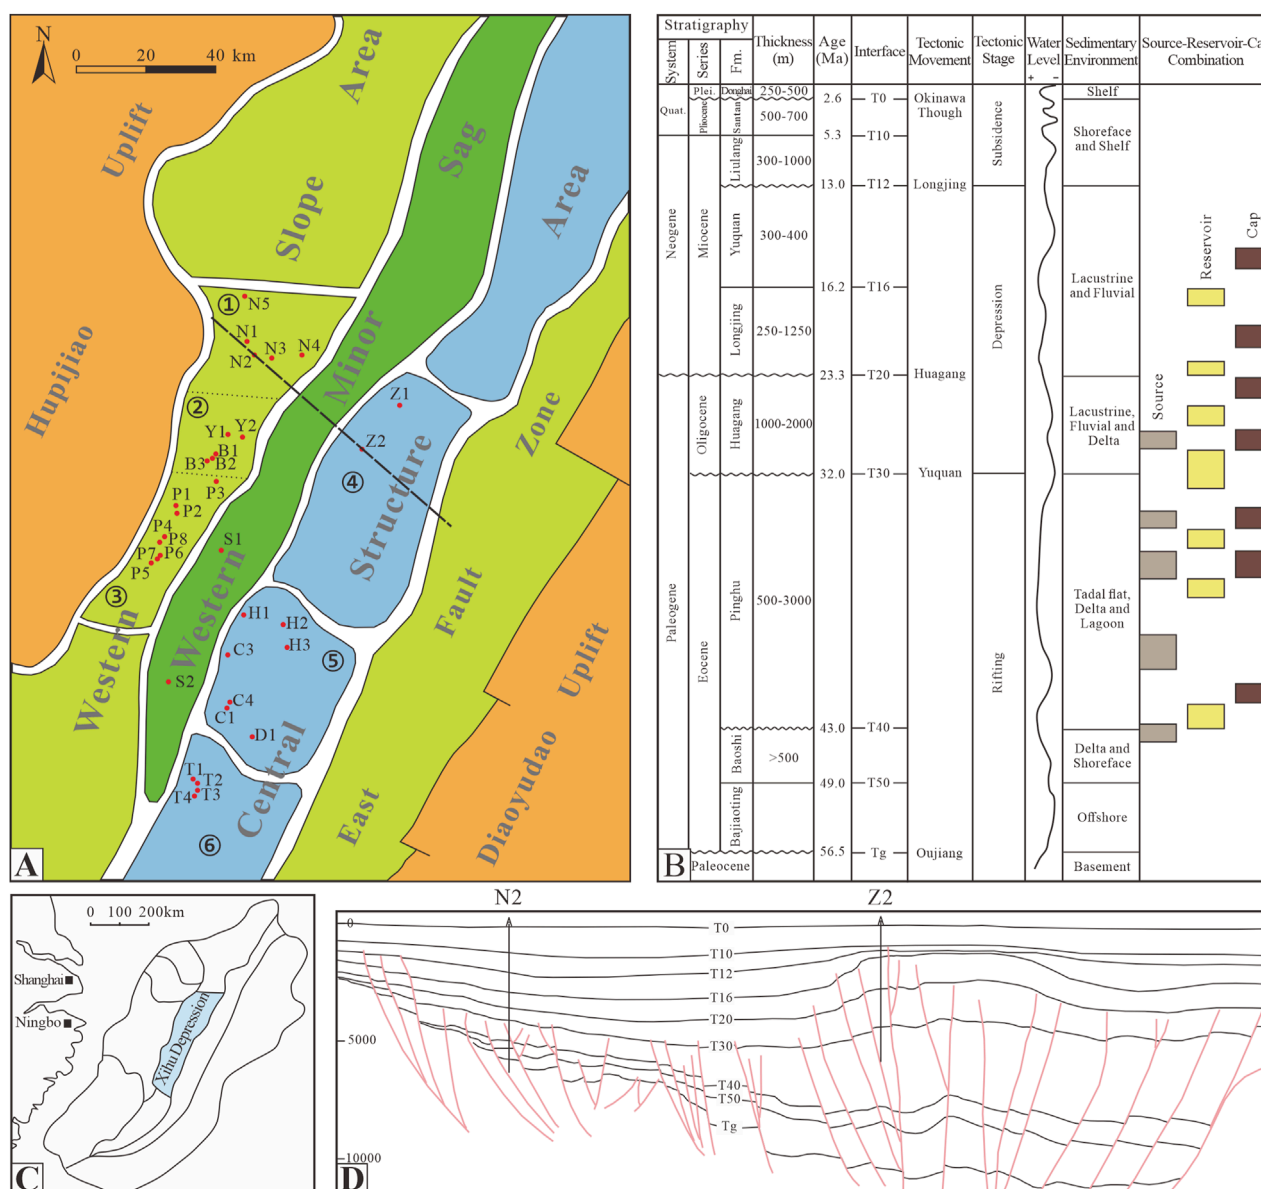 N
0 20 40 km
Uplift
Hupijiao
Area
Slope
Western
Sag
Minor
Western
Area
Structure
Central
Zone
Fault
East
Uplift
Diaoyudao
①
N5
N1
N2
N3
N4
②
Y1
Y2
B1
B3
B2
P3
P1
P2
P4
P8
P7
P6
P5
③
Z1
Z2
④
S1
H1
H2
H3
C3
⑤
S2
C4
C1
D1
T1
T2
T3
T4
⑥
A
Stratigraphy
System
Series
Fm.
Thickness
(m)
Age
(Ma)
Interface
Tectonic
Movement
Tectonic
Stage
Water
Level
+ −
Sedimentary
Environment
Source-Reservoir-Ca
Combination
Quat.
Neogene
Paleogene
Plei.
Pliocene
Miocene
Oligocene
Eocene
Paleocene
Donghai
Santan
Liulang
Yuquan
Longjing
Huagang
Pinghu
Baoshi
Bajiaoting
250-500
500-700
300-1000
300-400
250-1250
1000-2000
500-3000
>500
2.6
5.3
13.0
16.2
23.3
32.0
43.0
49.0
56.5
T0
T10
T12
T16
T20
T30
T40
T50
Tg
Okinawa
Though
Longjing
Huagang
Yuquan
Oujiang
Subsidence
Depression
Rifting
Shelf
Shoreface
and Shelf
Lacustrine
and Fluvial
Lacustrine,
Fluvial and
Delta
Tadal flat,
Delta and
Lagoon
Delta and
Shoreface
Offshore
Basement
Source
Reservoir
Cap
B
0 100 200km
Shanghai
Ningbo
Xihu Depression
C
N2
Z2
0
5000
10000
T0
T10
T12
T16
T20
T30
T40
T50
Tg
D